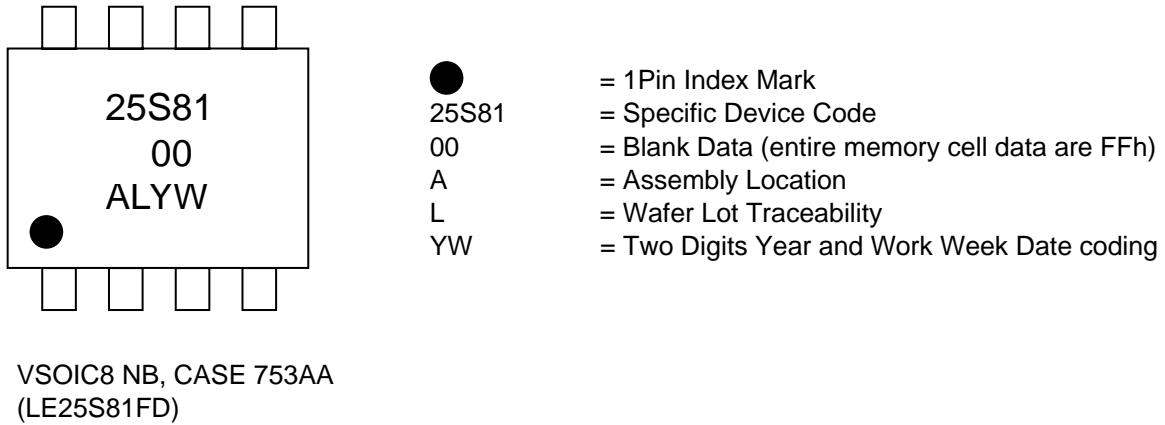 25S81
00
ALYW
= 1Pin Index Mark
25S81 = Specific Device Code
00 = Blank Data (entire memory cell data are FFh)
A = Assembly Location
L = Wafer Lot Traceability
YW = Two Digits Year and Work Week Date coding
VSOIC8 NB, CASE 753AA
(LE25S81FD)